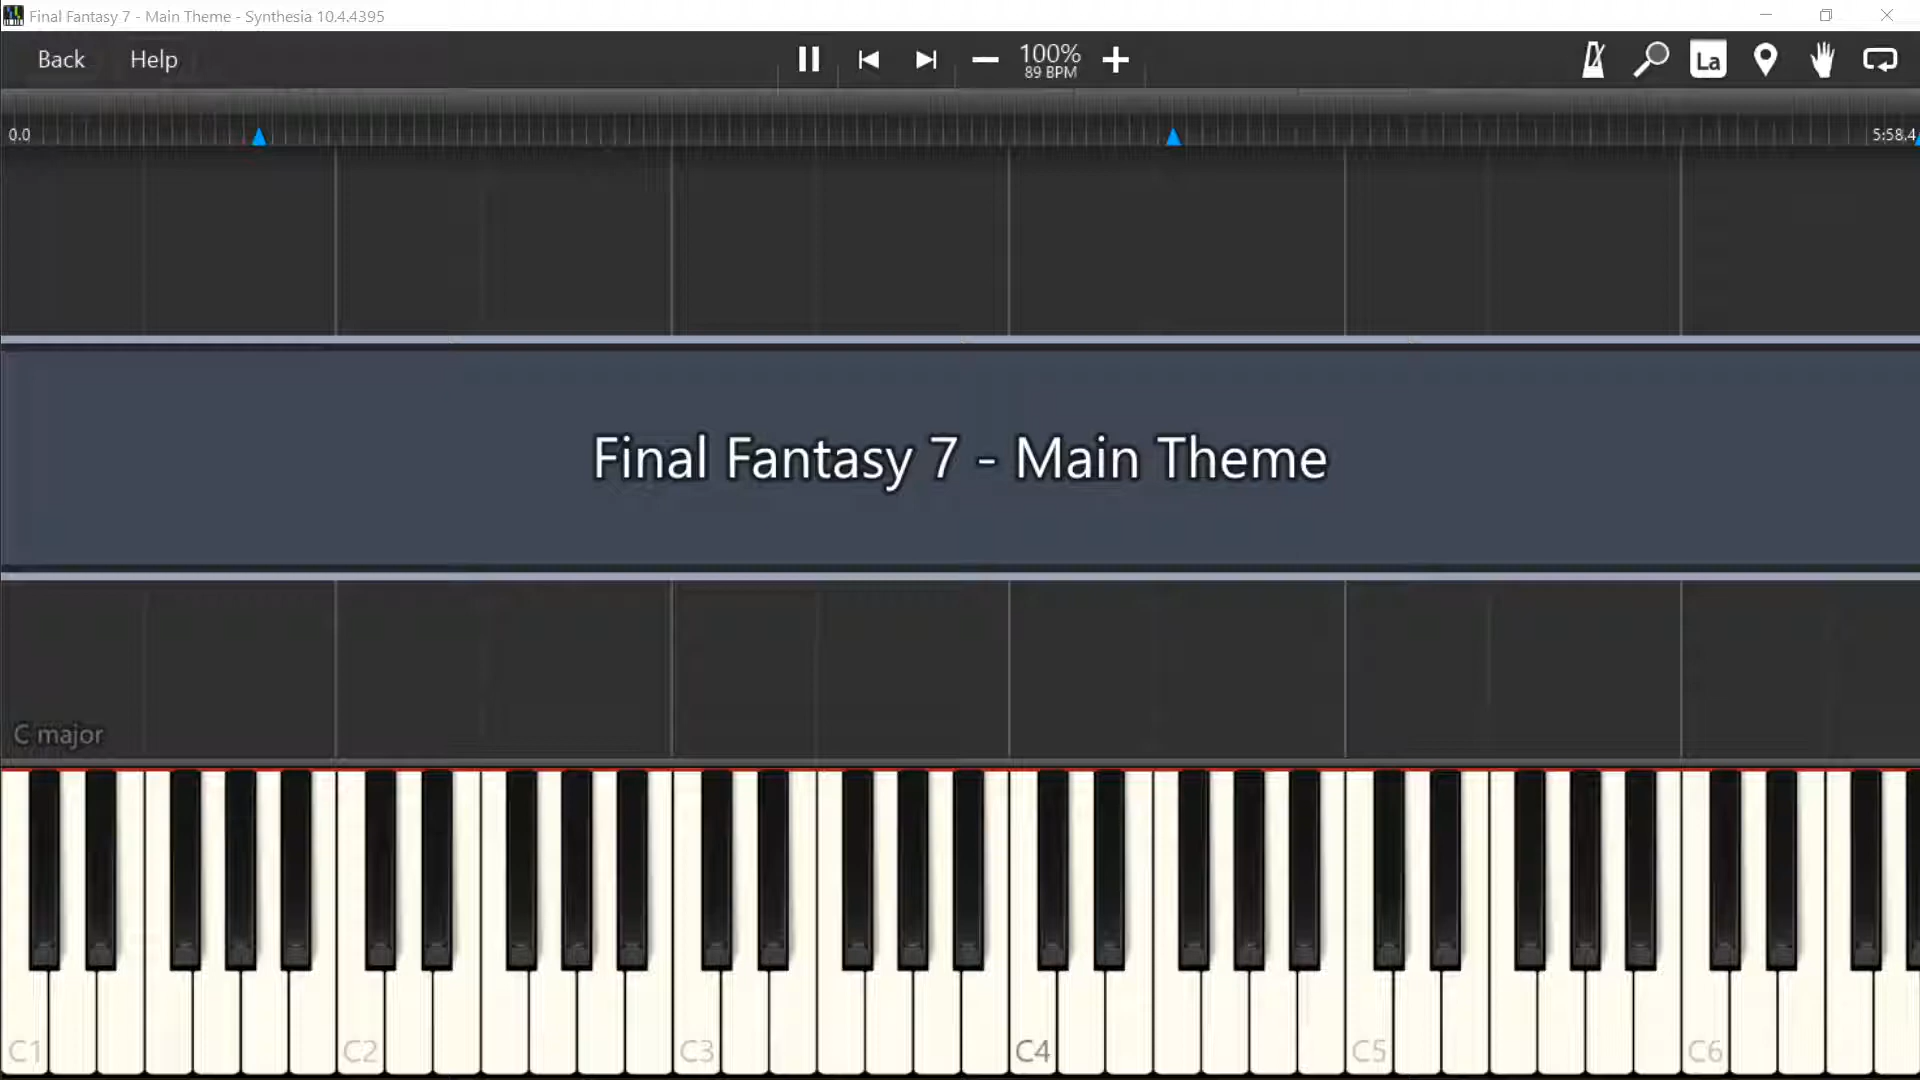 Final Fantasy 7 - Main Theme - Synthesia 10.4.4395
Back Help 100% La
89 BPM
0.0 5:58.4
Final Fantasy 7 - Main Theme
C major
C1 C2 C3 C4 C5 C6